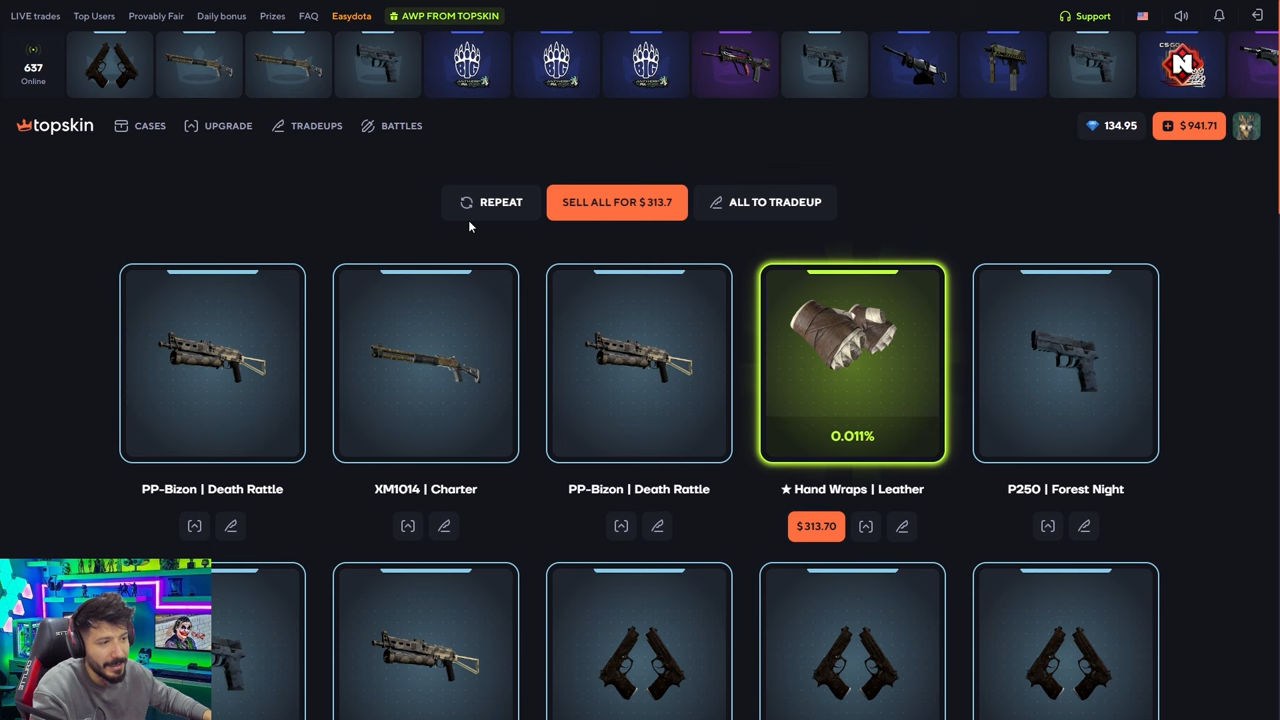 LIVE trades Top Users Provably Fair Daily bonus Prizes FAQ Easydota AWP FROM TOPSKIN Support
637
Online
CS:GO
N
topskin CASES UPGRADE TRADEUPS BATTLES 134.95 $ 941.71
REPEAT SELL ALL FOR $ 313.7 ALL TO TRADEUP
0.011%
PP-Bizon | Death Rattle XM1014 | Charter PP-Bizon | Death Rattle ★ Hand Wraps | Leather P250 | Forest Night
$ 313.70